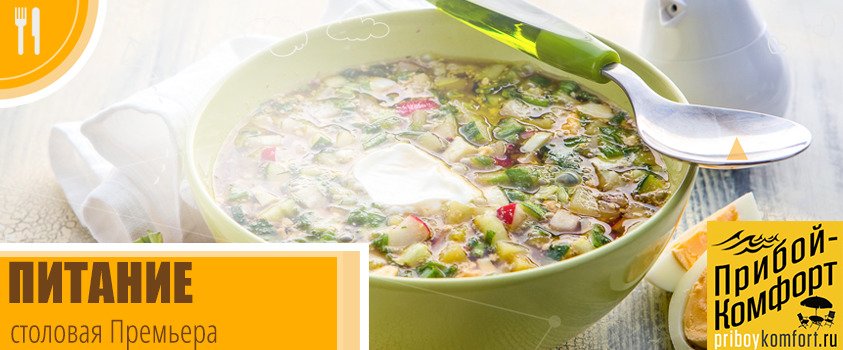 ПИТАНИЕ
столовая Премьера
Прибой-
Комфорт
priboykomfort.ru